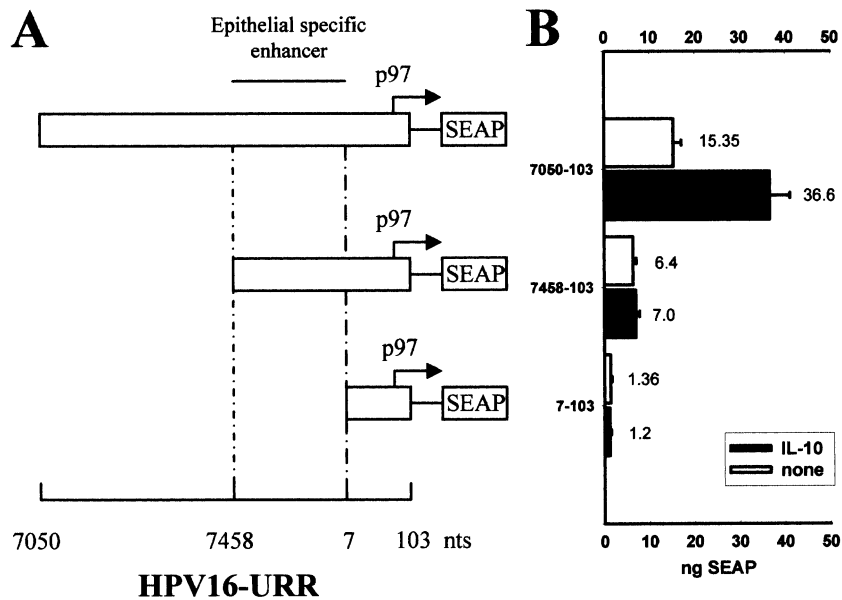 A
Epithelial specific
enhancer
p97
SEAP
p97
SEAP
p97
SEAP
7050 7458 7 103 nts
HPV16-URR
B
0 10 20 30 40 50
15.35
7050-103
36.6
6.4
7458-103
7.0
1.36
7-103
1.2
IL-10
none
0 10 20 30 40 50
ng SEAP